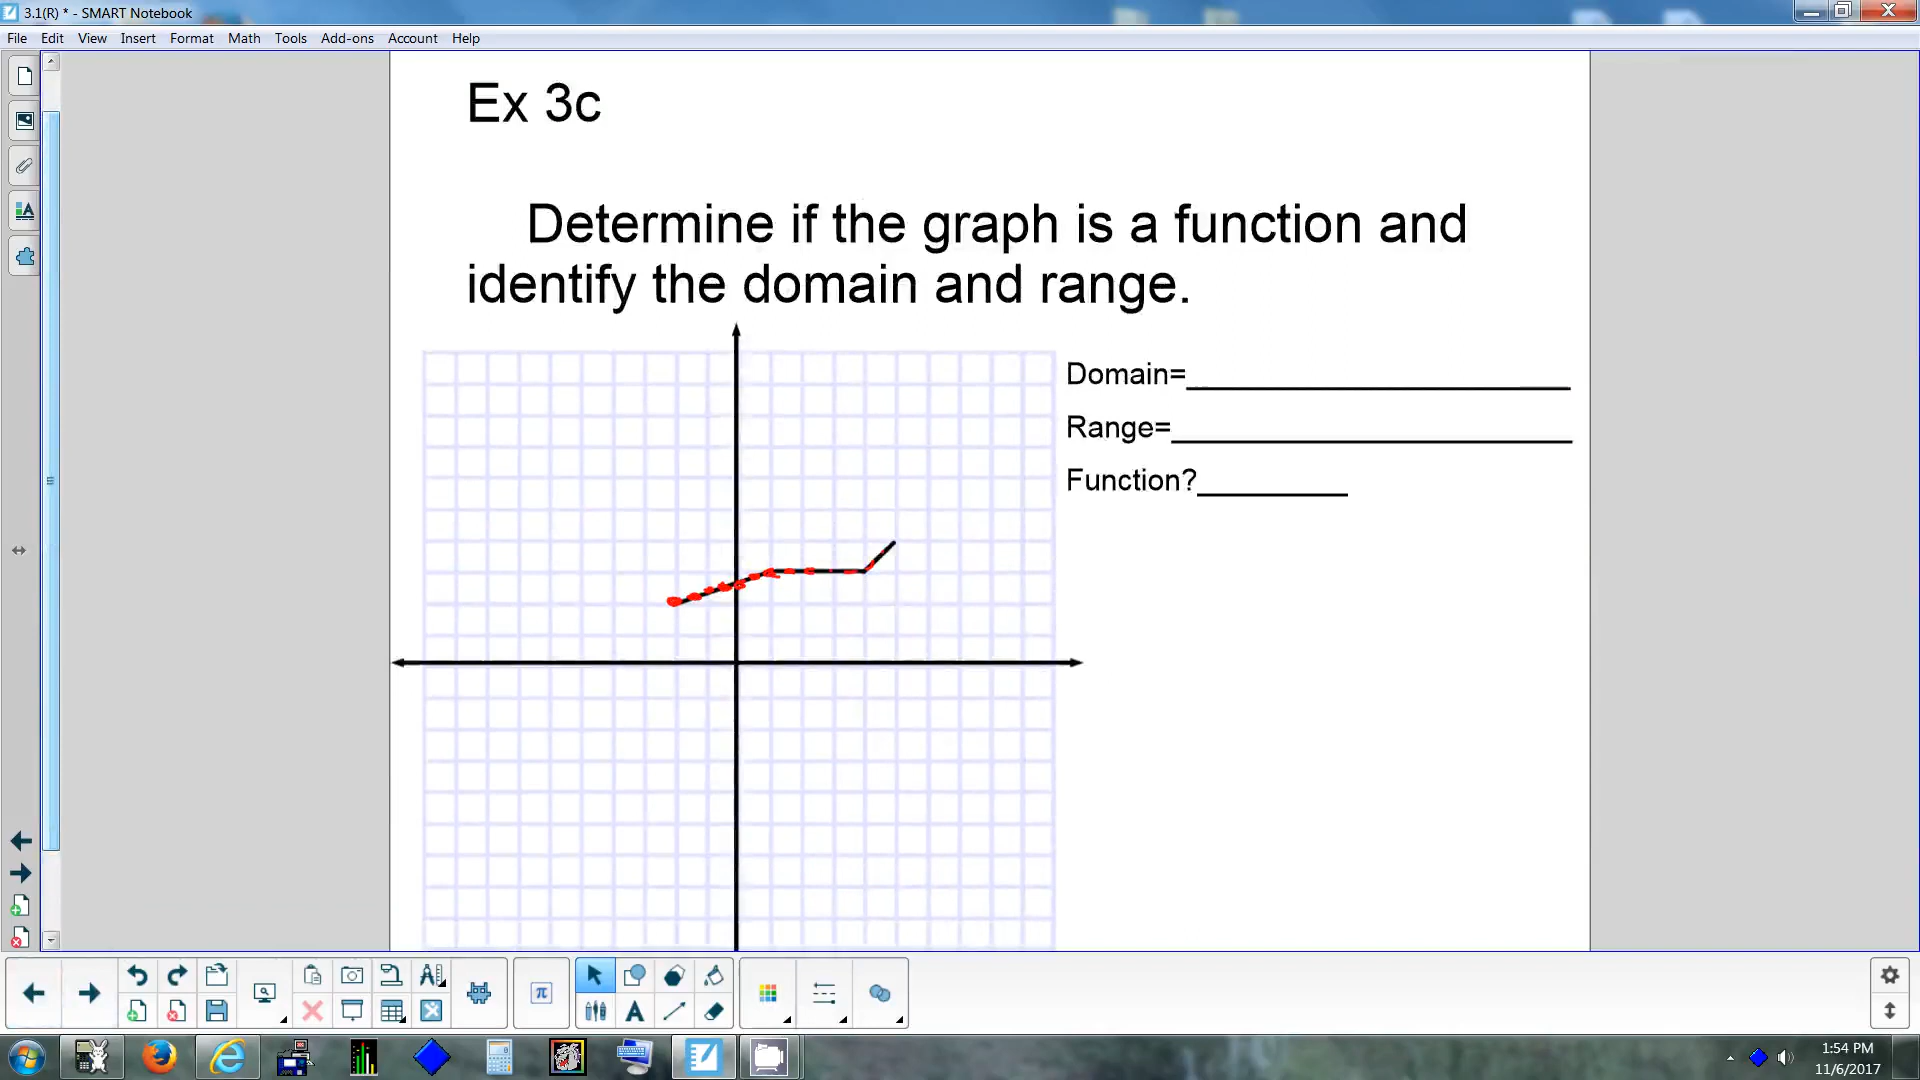 3.1(R) * - SMART Notebook
File Edit View Insert Format Math Tools Add-ons Account Help
Ex 3c
Determine if the graph is a function and
identify the domain and range.
Domain=
Range=
Function?
1:54 PM
11/6/2017